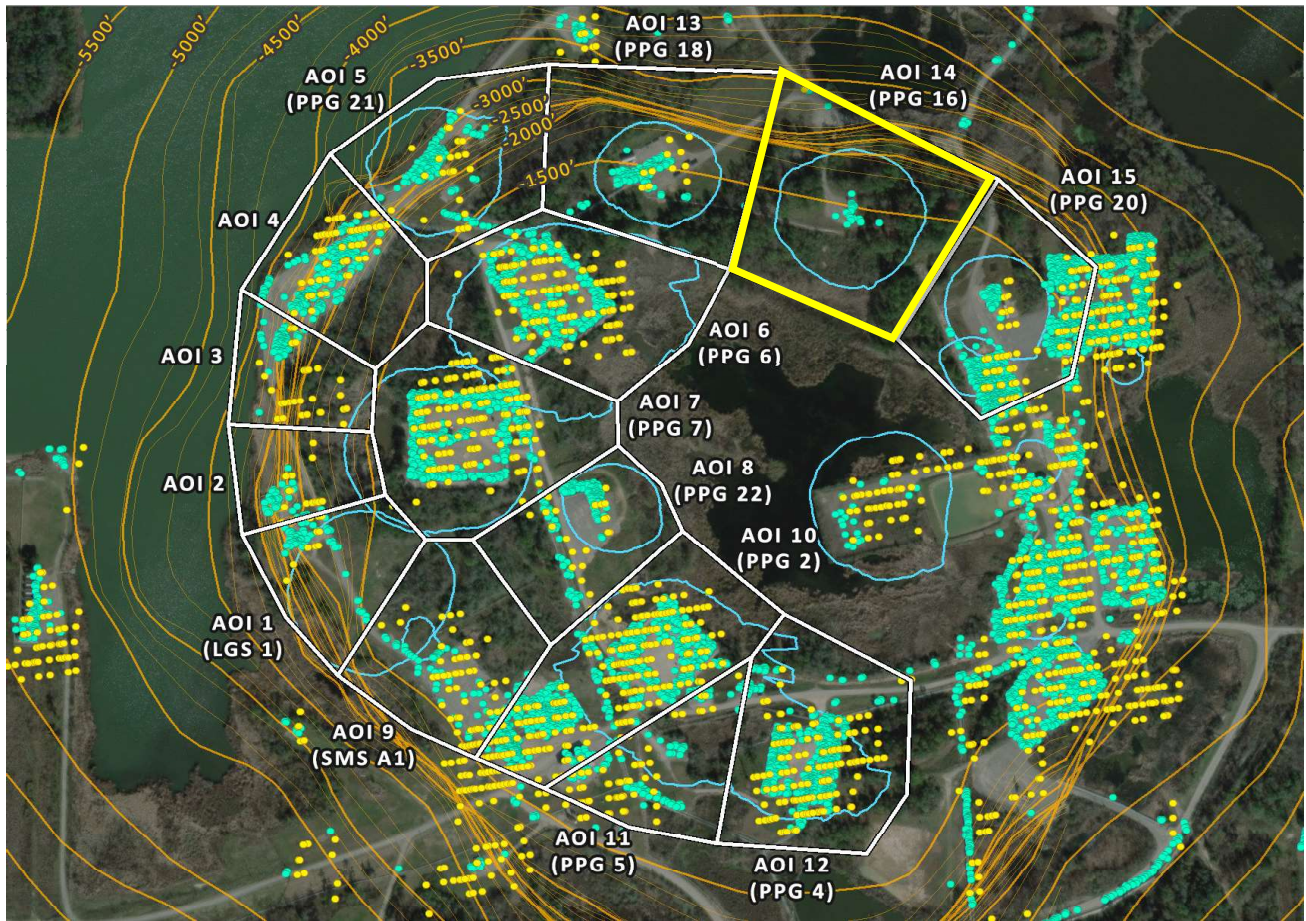 -5500'
-5000'
-4500'
-4000'
-3500'
-3000'
-2500'
-2000'
-1500'
AOI 13
(PPG 18)
AOI 5
(PPG 21)
AOI 14
(PPG 16)
AOI 15
(PPG 20)
AOI 4
AOI 3
AOI 6
(PPG 6)
AOI 7
(PPG 7)
AOI 8
(PPG 22)
AOI 2
AOI 10
(PPG 2)
AOI 1
(LGS 1)
AOI 9
(SMS A1)
AOI 11
(PPG 5)
AOI 12
(PPG 4)